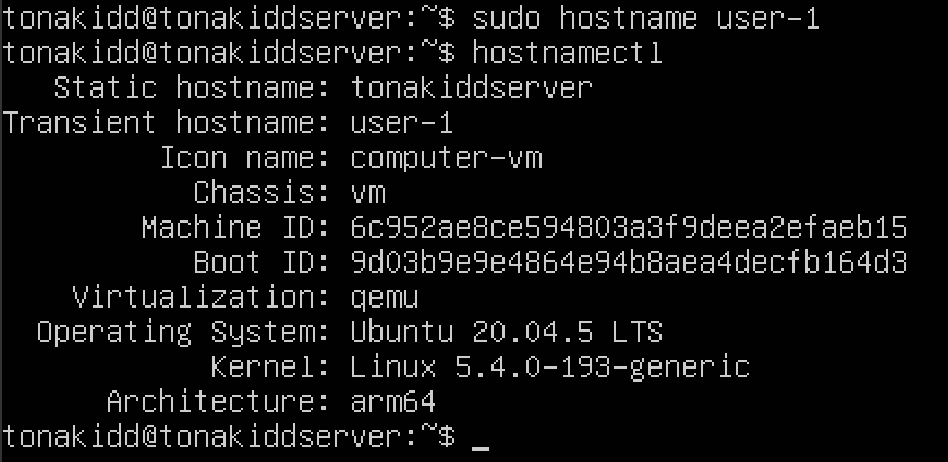 tonakidd@tonakiddserver:~$ sudo hostname user-1
tonakidd@tonakiddserver:~$ hostnamectl
Static hostname: tonakiddserver
Transient hostname: user-1
Icon name: computer-vm
Chassis: vm
Machine ID: 6c952ae8ce594803a3f9deea2efaeb15
Boot ID: 9d03b9e9e4864e94b8aea4decfb164d3
Virtualization: qemu
Operating System: Ubuntu 20.04.5 LTS
Kernel: Linux 5.4.0-193-generic
Architecture: arm64
tonakidd@tonakiddserver:~$ _